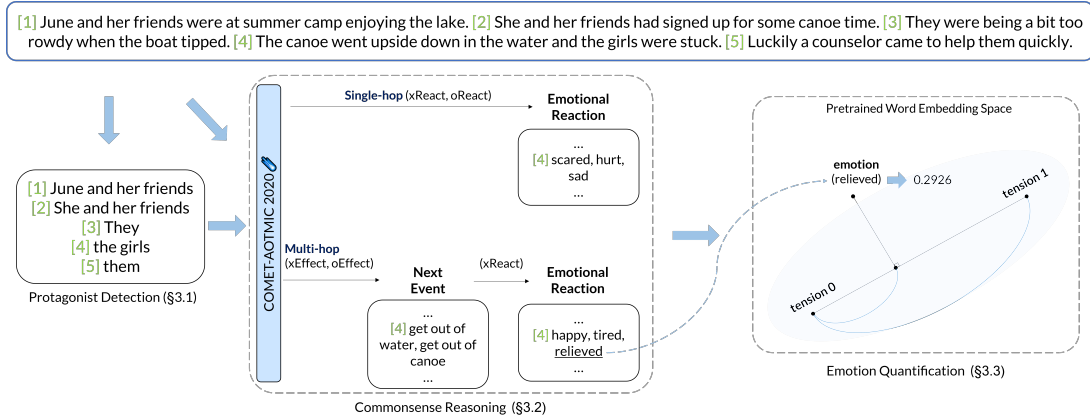 [1] June and her friends were at summer camp enjoying the lake. [2] She and her friends had signed up for some canoe time. [3] They were being a bit too
rowdy when the boat tipped. [4] The canoe went upside down in the water and the girls were stuck. [5] Luckily a counselor came to help them quickly.
[1] June and her friends
[2] She and her friends
[3] They
[4] the girls
[5] them
Protagonist Detection (§3.1)
COMET-AOTMIC 2020
Single-hop (xReact, oReact)
Emotional
Reaction
...
[4] scared, hurt,
sad
Multi-hop
(xEffect, oEffect)
Next
Event
...
[4] get out of
water, get out of
canoe
...
(xReact)
Emotional
Reaction
...
[4] happy, tired,
relieved
...
Commonsense Reasoning (§3.2)
Pretrained Word Embedding Space
emotion
(relieved)
0.2926
tension 1
tension 0
Emotion Quantification (§3.3)